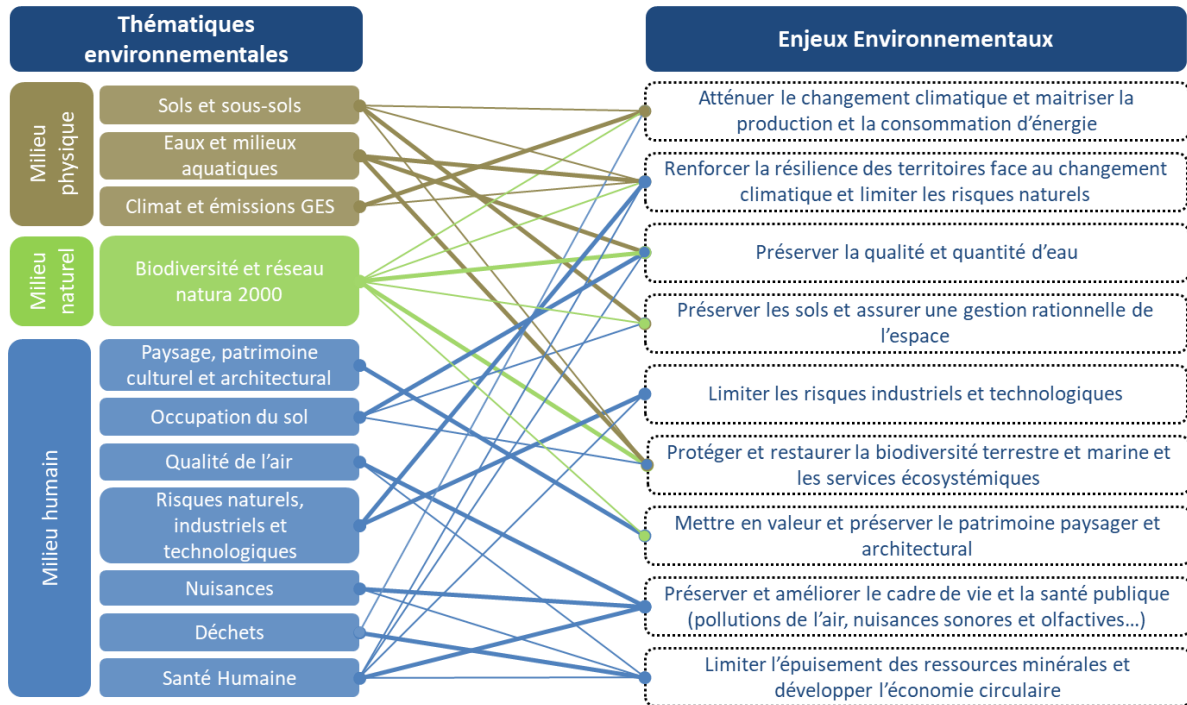 Thématiques
environnementales
Milieu
physique
Sols et sous-sols
Eaux et milieux
aquatiques
Climat et émissions GES
Milieu
naturel
Biodiversité et réseau
natura 2000
Milieu humain
Paysage, patrimoine
culturel et architectural
Occupation du sol
Qualité de l’air
Risques naturels,
industriels et
technologiques
Nuisances
Déchets
Santé Humaine
Enjeux Environnementaux
Atténuer le changement climatique et maitriser la
production et la consommation d’énergie
Renforcer la résilience des territoires face au changement
climatique et limiter les risques naturels
Préserver la qualité et quantité d’eau
Préserver les sols et assurer une gestion rationnelle de
l’espace
Limiter les risques industriels et technologiques
Protéger et restaurer la biodiversité terrestre et marine et
les services écosystémiques
Mettre en valeur et préserver le patrimoine paysager et
architectural
Préserver et améliorer le cadre de vie et la santé publique
(pollutions de l’air, nuisances sonores et olfactives...)
Limiter l’épuisement des ressources minérales et
développer l’économie circulaire